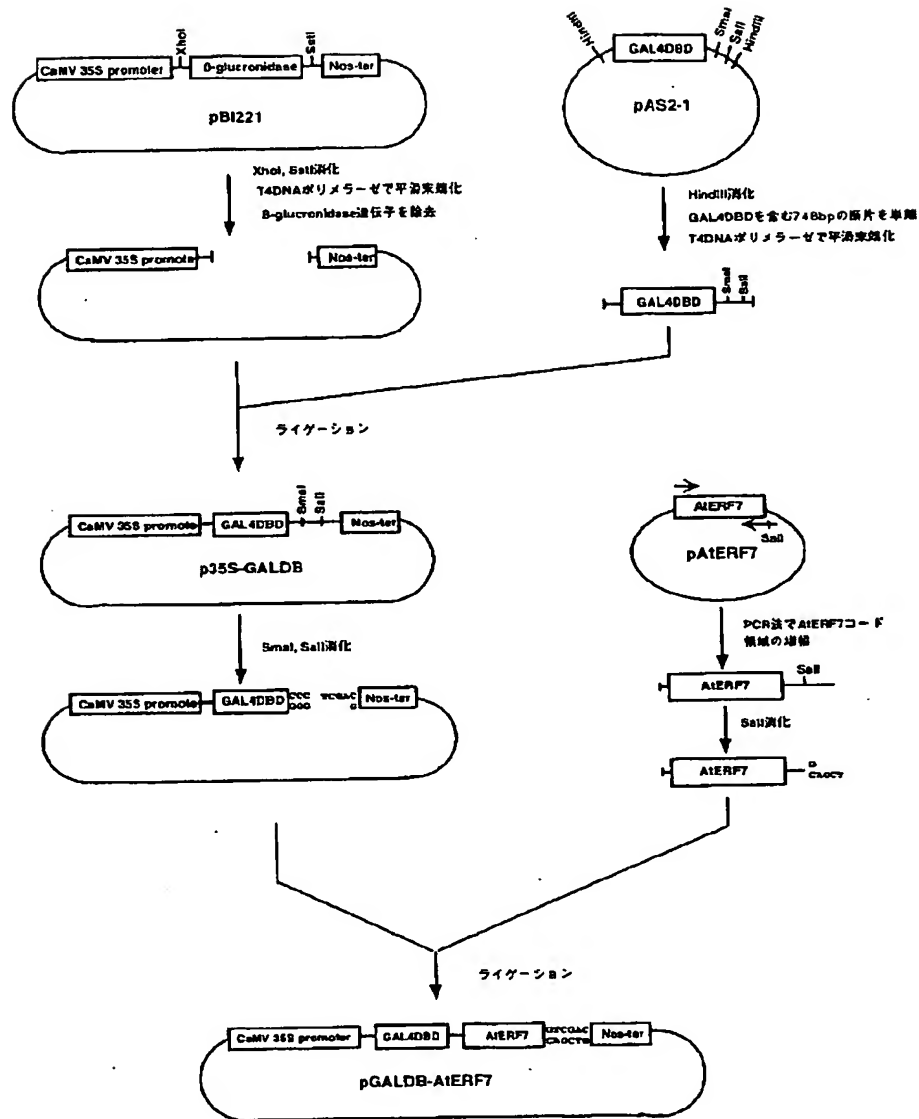 XhoI
SstI
CaMV 35S promoter
β-glucronidase
Nos-ter
pBI221
HindIII
GAL4DBD
SmaI
SalI
HindIII
pAS2-1
XhoI, SstI消化
T4DNAポリメラーゼで平滑末端化
β-glucronidase遺伝子を除去
HindIII消化
GAL4DBDを含む748bpの断片を単離
T4DNAポリメラーゼで平滑末端化
CaMV 35S promote
Nos-ter
GAL4DBD
SmaI
SalI
ライゲーション
CaMV 35S promote
GAL4DBD
SmaI
SalI
Nos-ter
p35S-GALDB
AtERF7
SalI
pAtERF7
SmaI, SalI消化
PCR法でAtERF7コード
領域の増幅
CaMV 35S promote
GAL4DBD
CCC
GGG
TCGAC
G
Nos-ter
AtERF7
SalI
SalI消化
AtERF7
G
CAGCT
ライゲーション
CaMV 35S promoter
GAL4DBD
AtERF7
GTCGAC
CAGCTG
Nos-ter
pGALDB-AtERF7